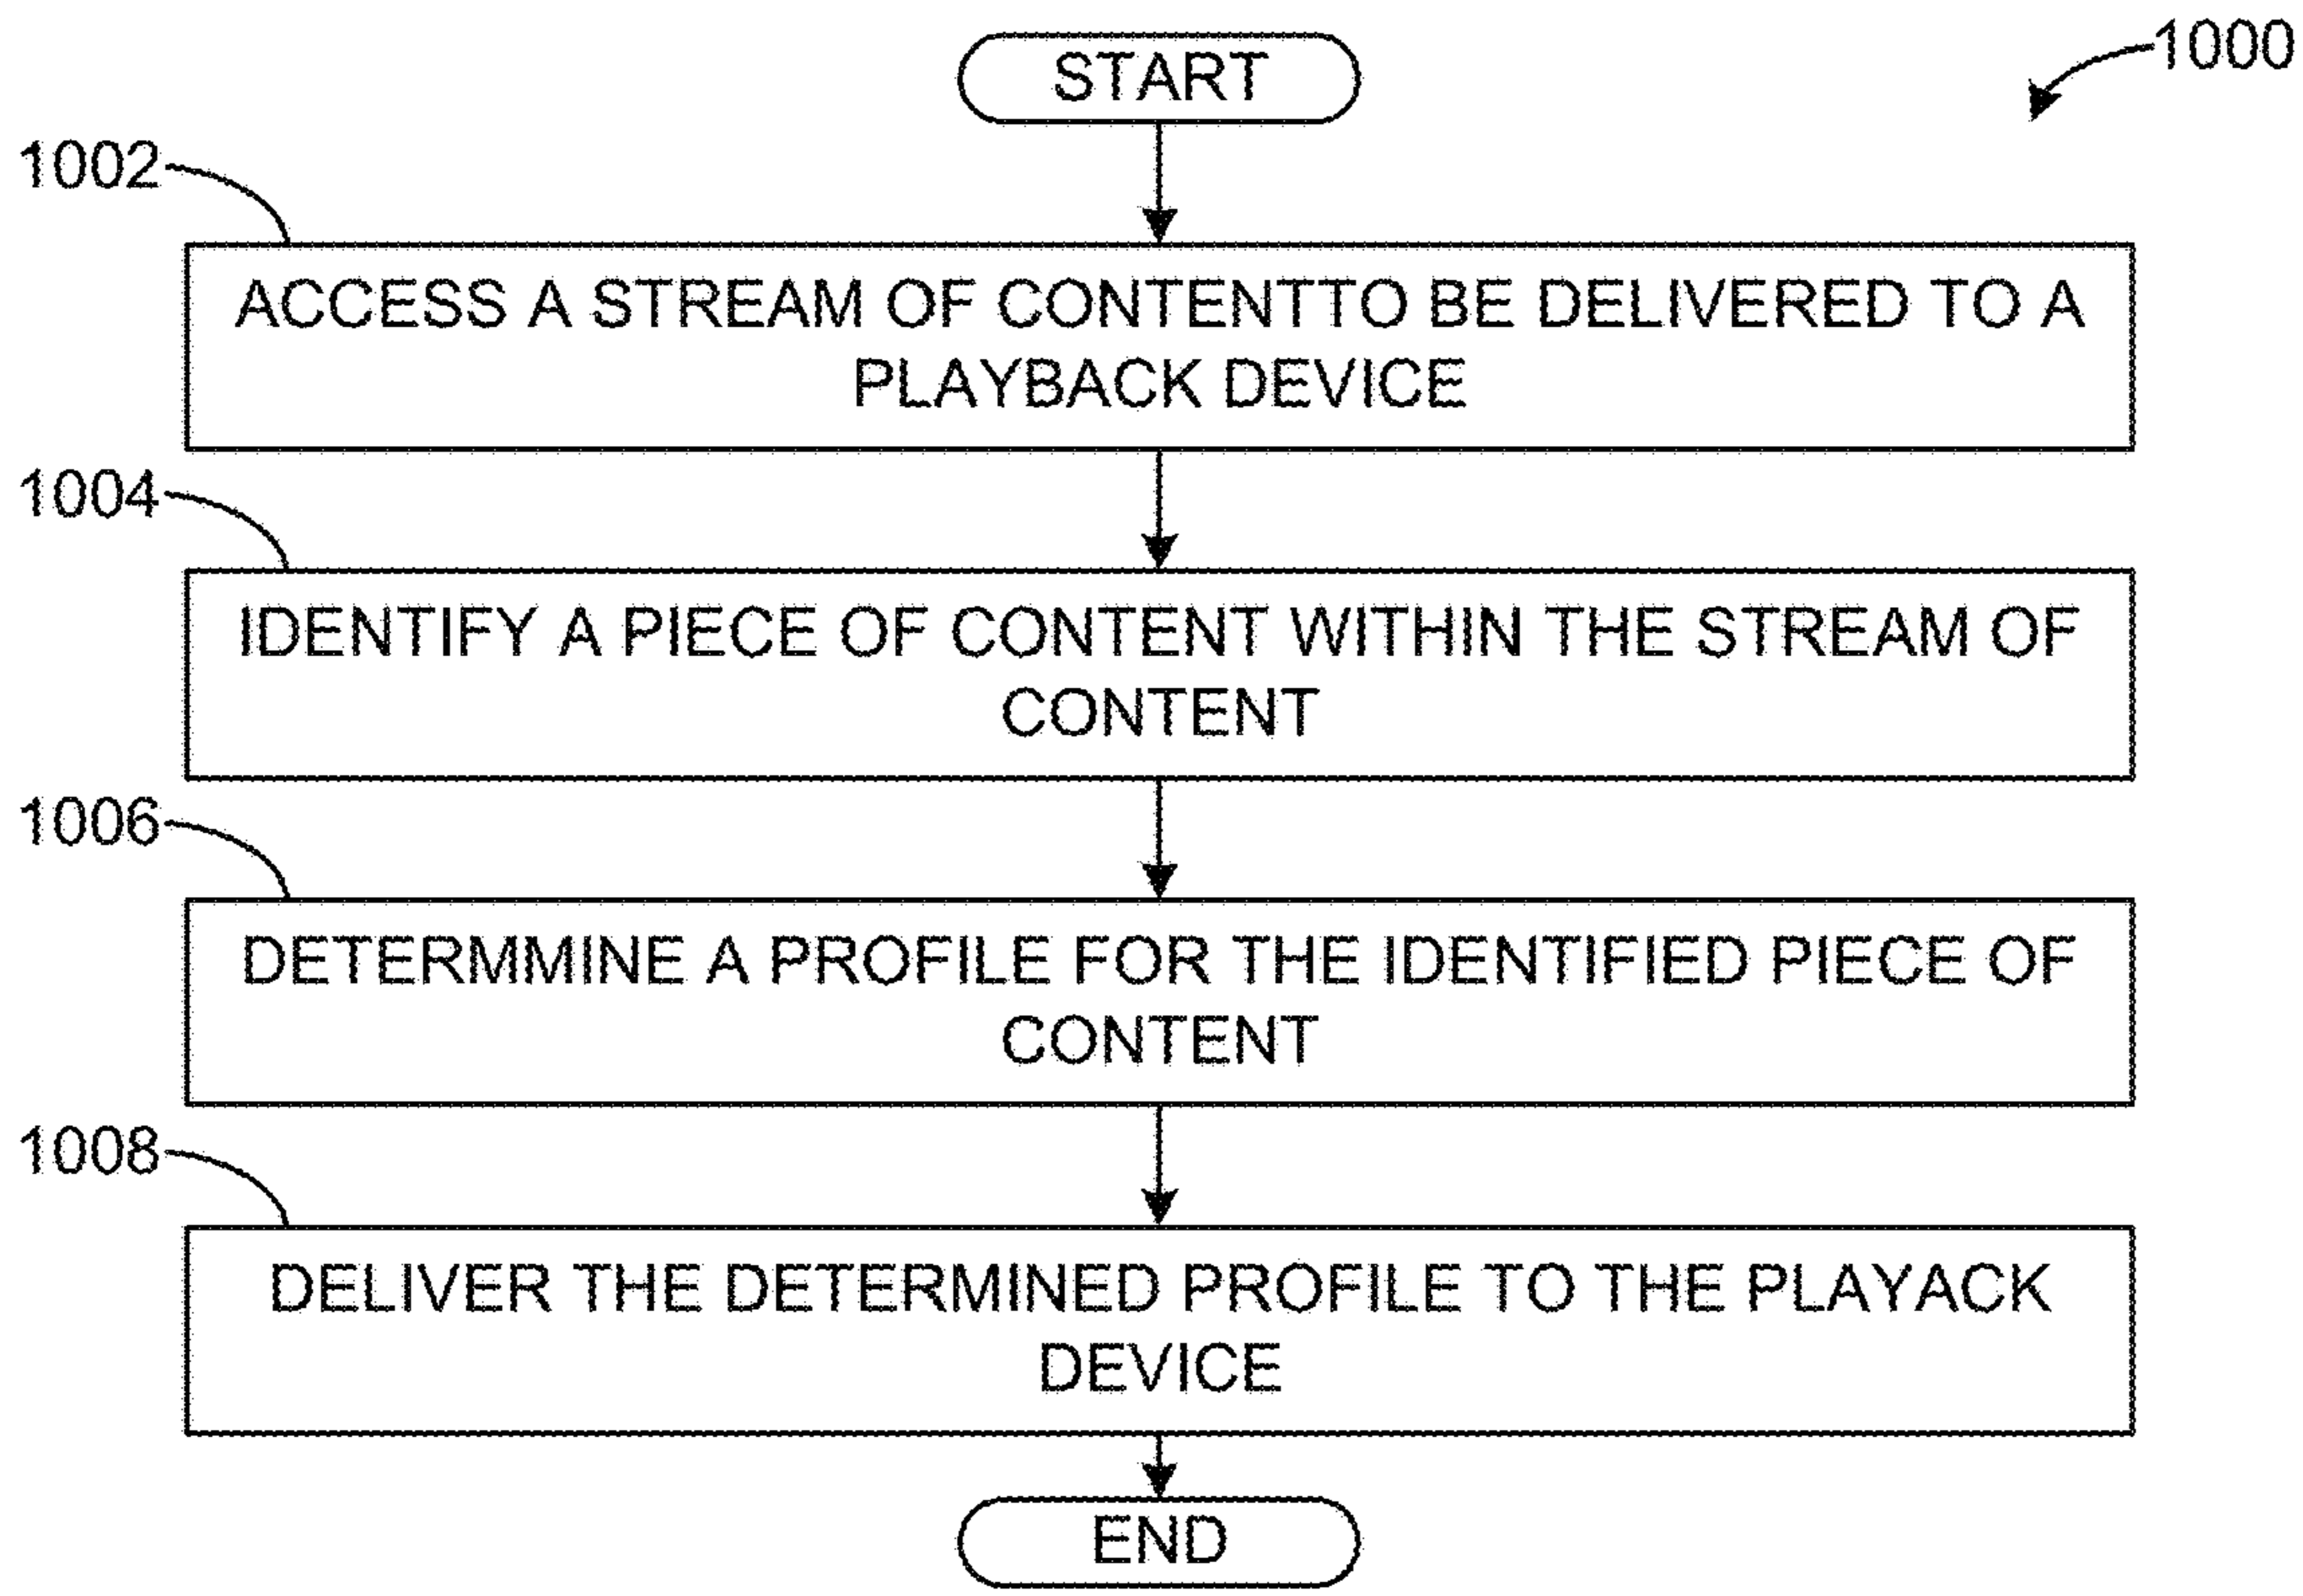 START
1000
1002
ACCESS A STREAM OF CONTENTTO BE DELIVERED TO A
PLAYBACK DEVICE
1004
IDENTIFY A PIECE OF CONTENT WITHIN THE STREAM OF
CONTENT
1006
DETERMMINE A PROFILE FOR THE IDENTIFIED PIECE OF
CONTENT
1008
DELIVER THE DETERMINED PROFILE TO THE PLAYACK
DEVICE
END